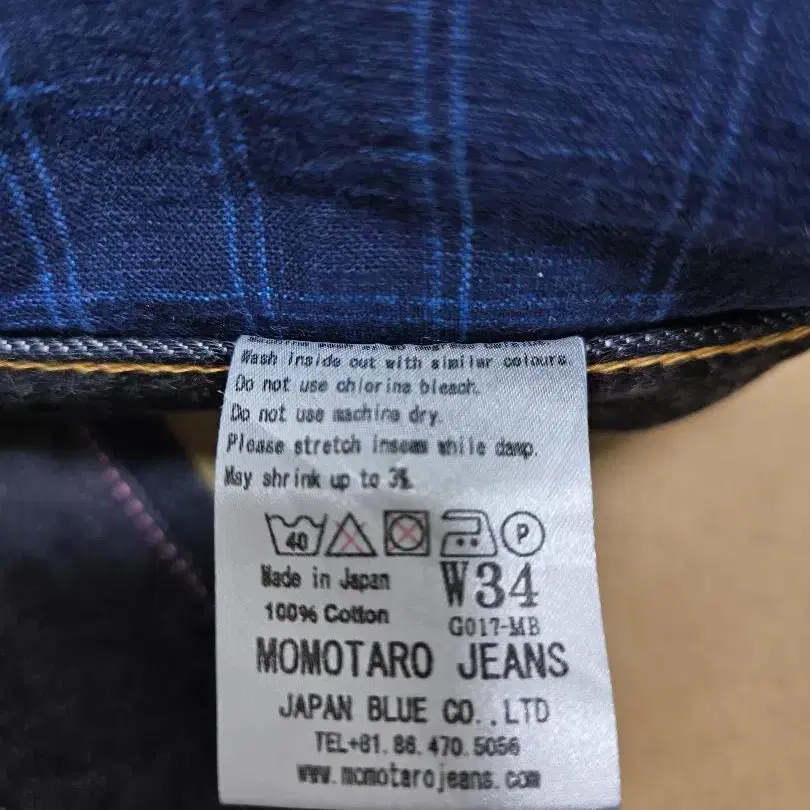 Wash inside out with similar colours.
Do not use chlorine bleach.
Do not use machine dry.
Please stretch inseam while damp.
May shrink up to 3%
40 P
Made in Japan
W34
100% Cotton
G017-MB
MOMOTARO JEANS
JAPAN BLUE CO.,LTD
TEL+81.86.470.5056
www.momotarojeans.com